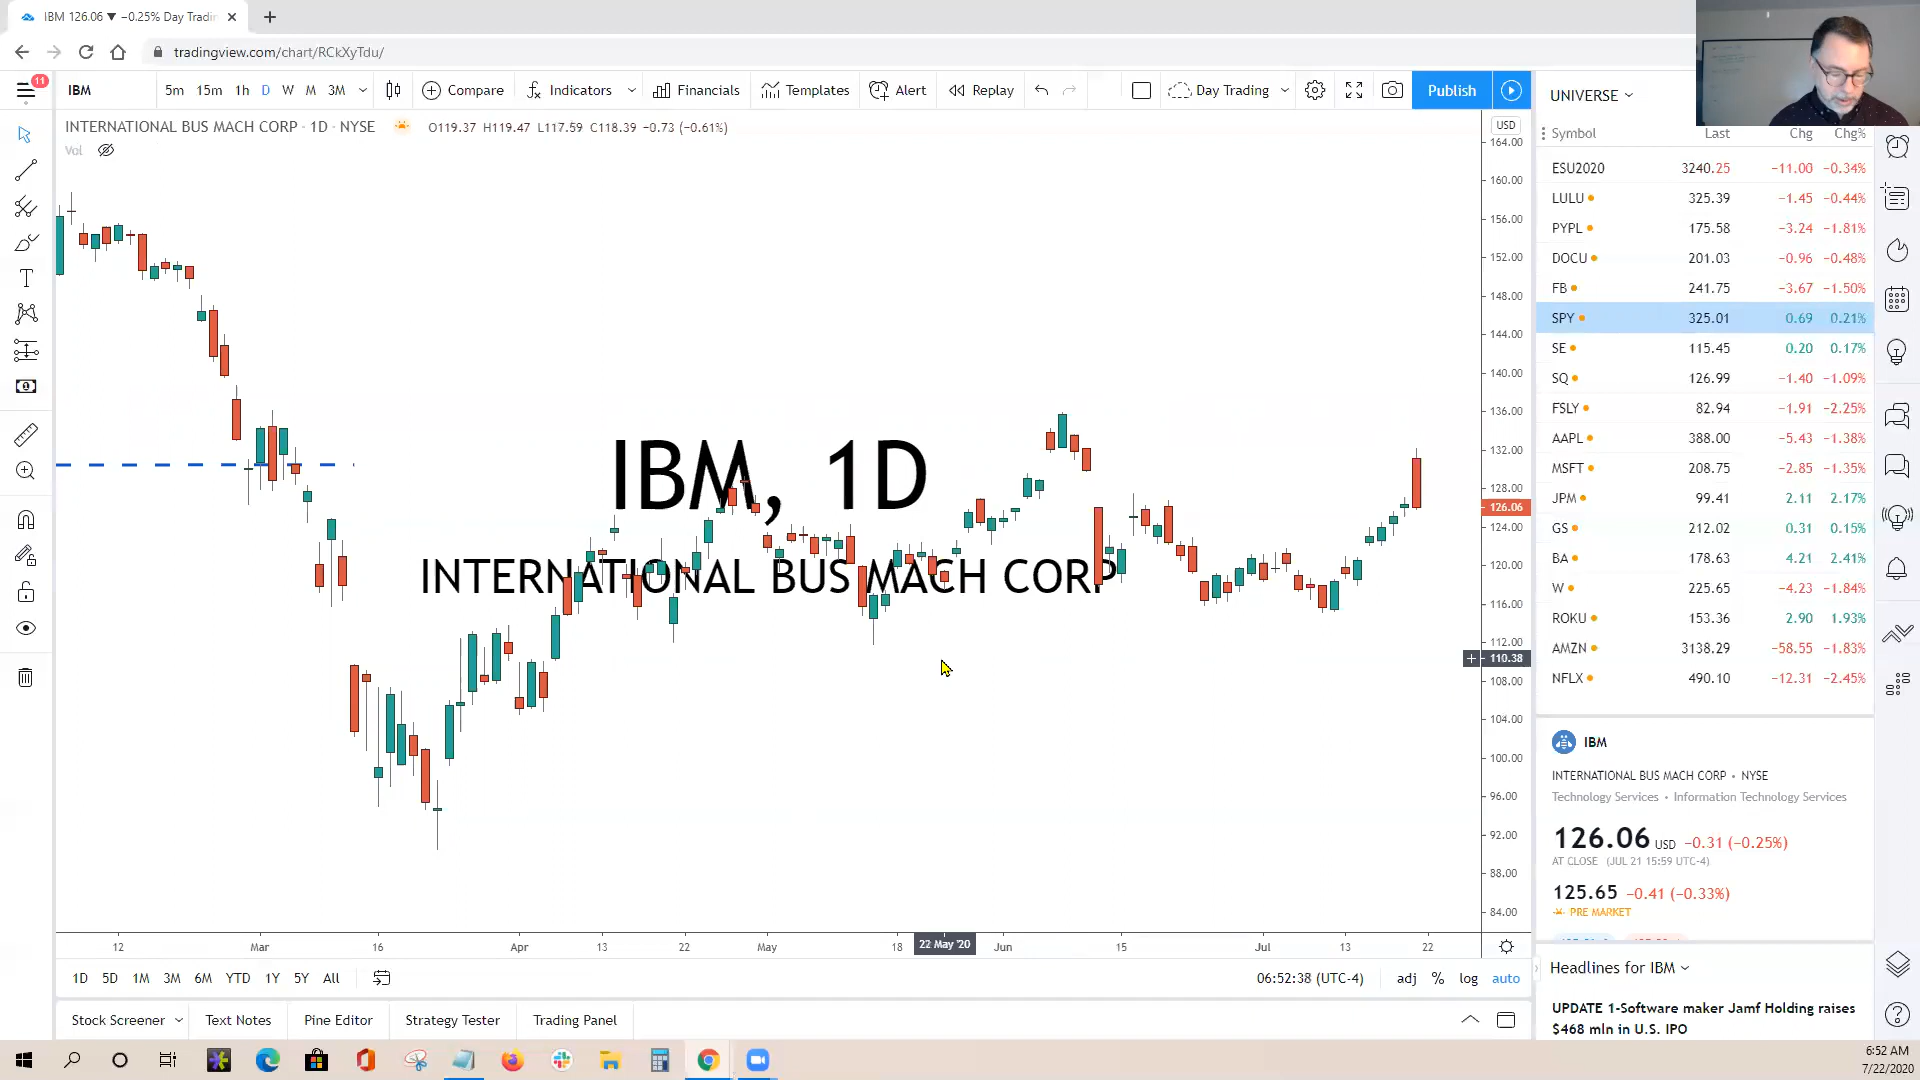 IBM 126.06 ▼ −0.25% Day Tradin
tradingview.com/chart/RCkXyTdu/
11
IBM 5m 15m 1h D W M 3M Compare Indicators Financials Templates Alert Replay Day Trading Publish
INTERNATIONAL BUS MACH CORP · 1D · NYSE O119.37 H119.47 L117.59 C118.39 −0.73 (−0.61%)
Vol
IBM, 1D
INTERNATIONAL BUS MACH CORP
USD
164.00
160.00
156.00
152.00
148.00
144.00
140.00
136.00
132.00
128.00
126.06
124.00
120.00
116.00
112.00
110.38
108.00
104.00
100.00
96.00
92.00
88.00
84.00
12 Mar 16 Apr 13 22 May 18 22 May '20 Jun 15 Jul 13 22
1D 5D 1M 3M 6M YTD 1Y 5Y All 06:52:38 (UTC-4) adj % log auto
Stock Screener Text Notes Pine Editor Strategy Tester Trading Panel
UNIVERSE
Symbol Last Chg Chg%
ESU2020 3240.25 −11.00 −0.34%
LULU 325.39 −1.45 −0.44%
PYPL 175.58 −3.24 −1.81%
DOCU 201.03 −0.96 −0.48%
FB 241.75 −3.67 −1.50%
SPY 325.01 0.69 0.21%
SE 115.45 0.20 0.17%
SQ 126.99 −1.40 −1.09%
FSLY 82.94 −1.91 −2.25%
AAPL 388.00 −5.43 −1.38%
MSFT 208.75 −2.85 −1.35%
JPM 99.41 2.11 2.17%
GS 212.02 0.31 0.15%
BA 178.63 4.21 2.41%
W 225.65 −4.23 −1.84%
ROKU 153.36 2.90 1.93%
AMZN 3138.29 −58.55 −1.83%
NFLX 490.10 −12.31 −2.45%
IBM
INTERNATIONAL BUS MACH CORP • NYSE
Technology Services • Information Technology Services
126.06 USD −0.31 (−0.25%)
AT CLOSE (JUL 21 15:59 UTC-4)
125.65 −0.41 (−0.33%)
PRE MARKET
Headlines for IBM
UPDATE 1-Software maker Jamf Holding raises
$468 mln in U.S. IPO
6:52 AM
7/22/2020